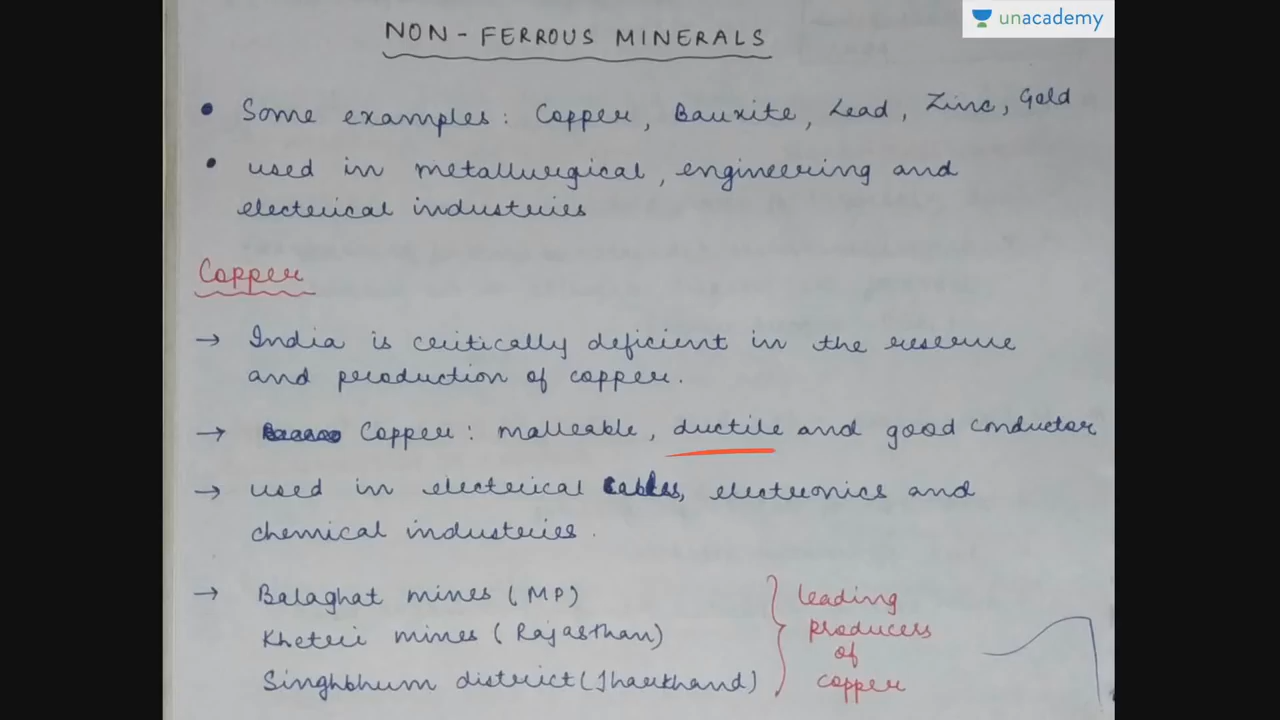 unacademy
NON-FERROUS MINERALS
• Some examples: Copper, Bauxite, Lead, Zinc, Gold
• used in metallurgical, engineering and
electrical industries
Copper
→ India is critically deficient in the reserve
and production of copper.
→ Copper: malleable, ductile and good conductor
→ used in electrical cables, electronics and
chemical industries.
→ Balaghat mines (MP)
Khetri mines (Rajasthan)
Singhbhum district (Jharkhand)
leading
producers
of
copper